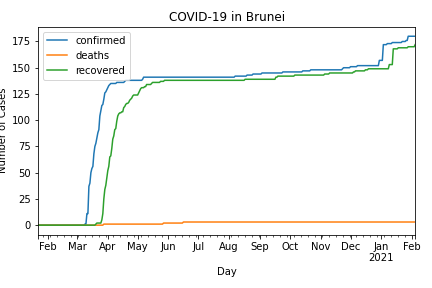 COVID-19 in Brunei
confirmed
deaths
recovered
175
150
125
100
75
50
25
0
Number of Cases
Feb Mar Apr May Jun Jul Aug Sep Oct Nov Dec Jan Feb
2021
Day